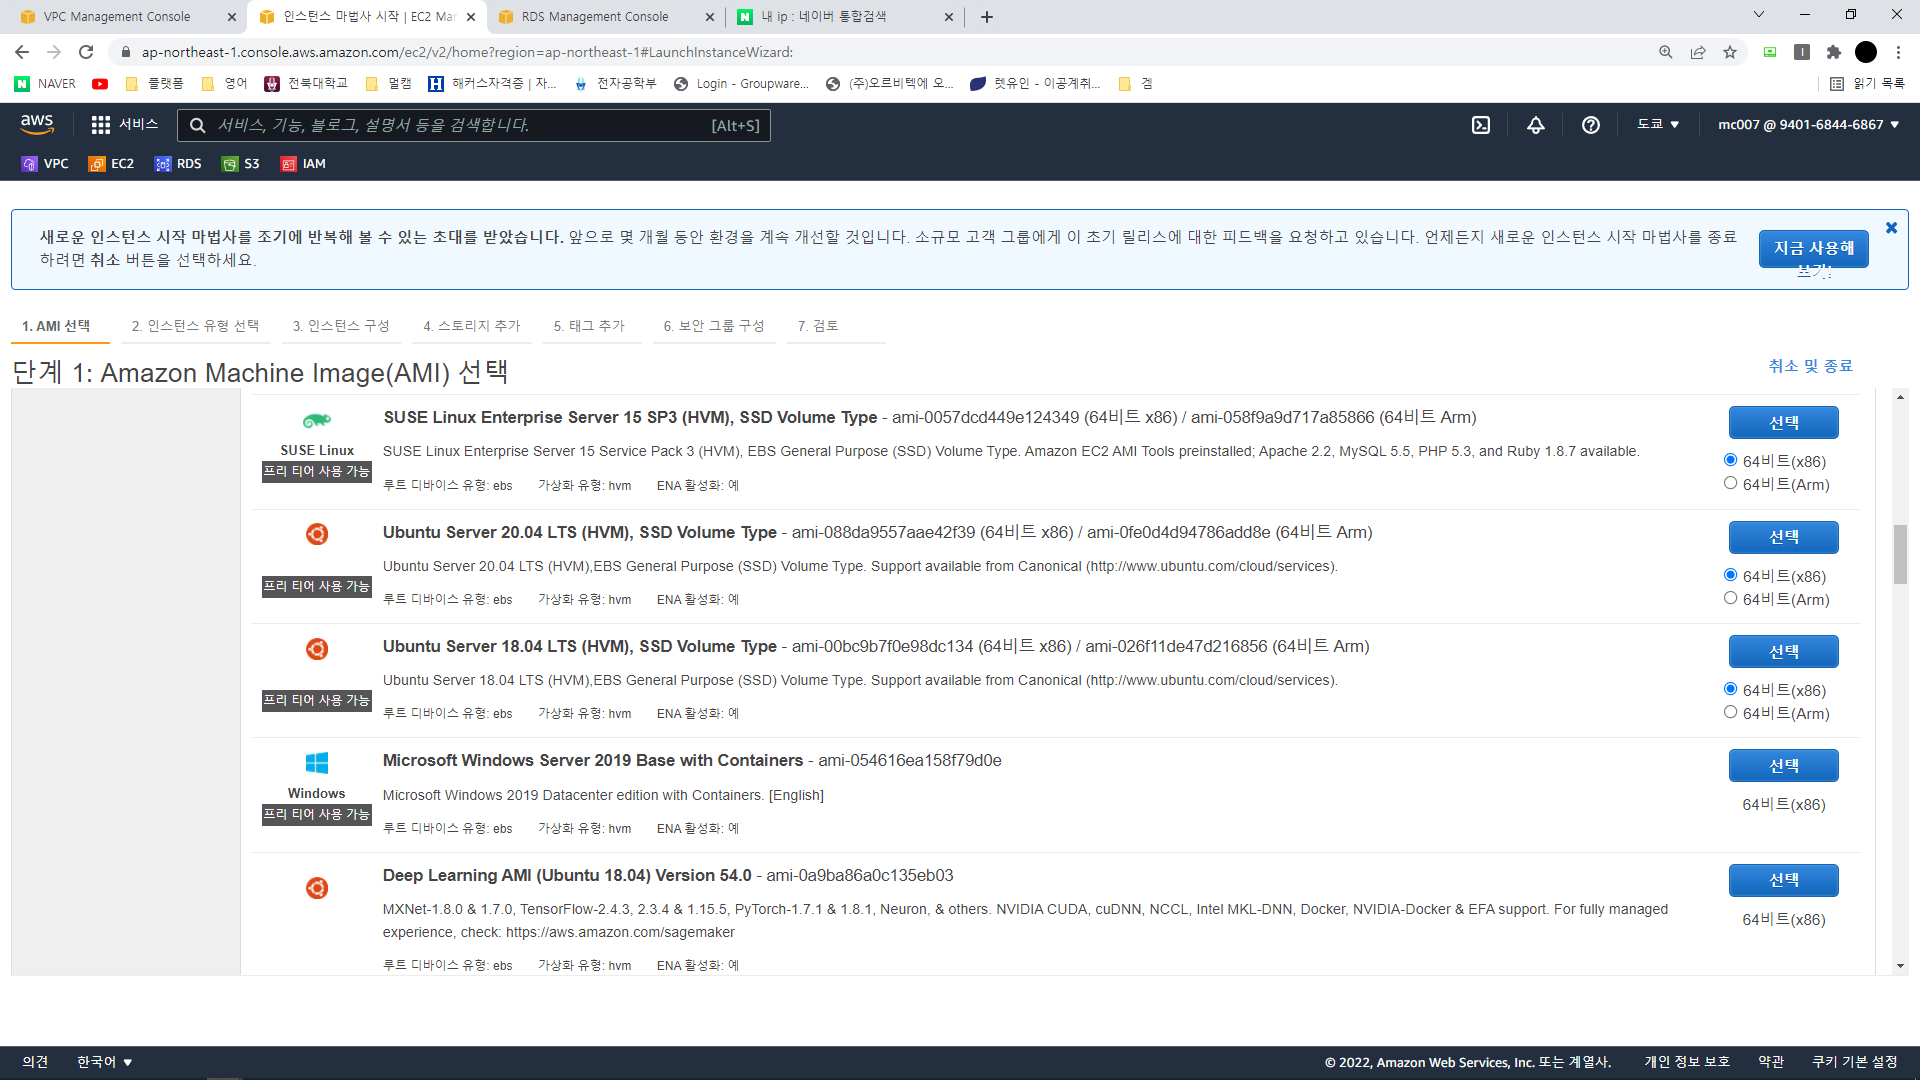 VPC Management Console
인스턴스 마법사 시작 | EC2 Mar
RDS Management Console
내 ip : 네이버 통합검색
ap-northeast-1.console.aws.amazon.com/ec2/v2/home?region=ap-northeast-1#LaunchInstanceWizard:
NAVER
플랫폼
영어
전북대학교
멀캠
해커스자격증 | 자...
전자공학부
Login - Groupware...
(주)오르비텍에 오...
렛유인 - 이공계취...
겜
읽기 목록
aws
서비스
서비스, 기능, 블로그, 설명서 등을 검색합니다.
[Alt+S]
도쿄
mc007 @ 9401-6844-6867
VPC
EC2
RDS
S3
IAM
새로운 인스턴스 시작 마법사를 조기에 반복해 볼 수 있는 초대를 받았습니다. 앞으로 몇 개월 동안 환경을 계속 개선할 것입니다. 소규모 고객 그룹에게 이 초기 릴리스에 대한 피드백을 요청하고 있습니다. 언제든지 새로운 인스턴스 시작 마법사를 종료
하려면 취소 버튼을 선택하세요.
지금 사용해
보기!
1. AMI 선택
2. 인스턴스 유형 선택
3. 인스턴스 구성
4. 스토리지 추가
5. 태그 추가
6. 보안 그룹 구성
7. 검토
단계 1: Amazon Machine Image(AMI) 선택
취소 및 종료
SUSE Linux
프리 티어 사용 가능
SUSE Linux Enterprise Server 15 SP3 (HVM), SSD Volume Type - ami-0057dcd449e124349 (64비트 x86) / ami-058f9a9d717a85866 (64비트 Arm)
SUSE Linux Enterprise Server 15 Service Pack 3 (HVM), EBS General Purpose (SSD) Volume Type. Amazon EC2 AMI Tools preinstalled; Apache 2.2, MySQL 5.5, PHP 5.3, and Ruby 1.8.7 available.
루트 디바이스 유형: ebs 가상화 유형: hvm ENA 활성화: 예
선택
64비트(x86)
64비트(Arm)
프리 티어 사용 가능
Ubuntu Server 20.04 LTS (HVM), SSD Volume Type - ami-088da9557aae42f39 (64비트 x86) / ami-0fe0d4d94786add8e (64비트 Arm)
Ubuntu Server 20.04 LTS (HVM),EBS General Purpose (SSD) Volume Type. Support available from Canonical (http://www.ubuntu.com/cloud/services).
루트 디바이스 유형: ebs 가상화 유형: hvm ENA 활성화: 예
선택
64비트(x86)
64비트(Arm)
프리 티어 사용 가능
Ubuntu Server 18.04 LTS (HVM), SSD Volume Type - ami-00bc9b7f0e98dc134 (64비트 x86) / ami-026f11de47d216856 (64비트 Arm)
Ubuntu Server 18.04 LTS (HVM),EBS General Purpose (SSD) Volume Type. Support available from Canonical (http://www.ubuntu.com/cloud/services).
루트 디바이스 유형: ebs 가상화 유형: hvm ENA 활성화: 예
선택
64비트(x86)
64비트(Arm)
Windows
프리 티어 사용 가능
Microsoft Windows Server 2019 Base with Containers - ami-054616ea158f79d0e
Microsoft Windows 2019 Datacenter edition with Containers. [English]
루트 디바이스 유형: ebs 가상화 유형: hvm ENA 활성화: 예
선택
64비트(x86)
Deep Learning AMI (Ubuntu 18.04) Version 54.0 - ami-0a9ba86a0c135eb03
MXNet-1.8.0 & 1.7.0, TensorFlow-2.4.3, 2.3.4 & 1.15.5, PyTorch-1.7.1 & 1.8.1, Neuron, & others. NVIDIA CUDA, cuDNN, NCCL, Intel MKL-DNN, Docker, NVIDIA-Docker & EFA support. For fully managed
experience, check: https://aws.amazon.com/sagemaker
루트 디바이스 유형: ebs 가상화 유형: hvm ENA 활성화: 예
선택
64비트(x86)
의견
한국어
© 2022, Amazon Web Services, Inc. 또는 계열사.
개인 정보 보호
약관
쿠키 기본 설정